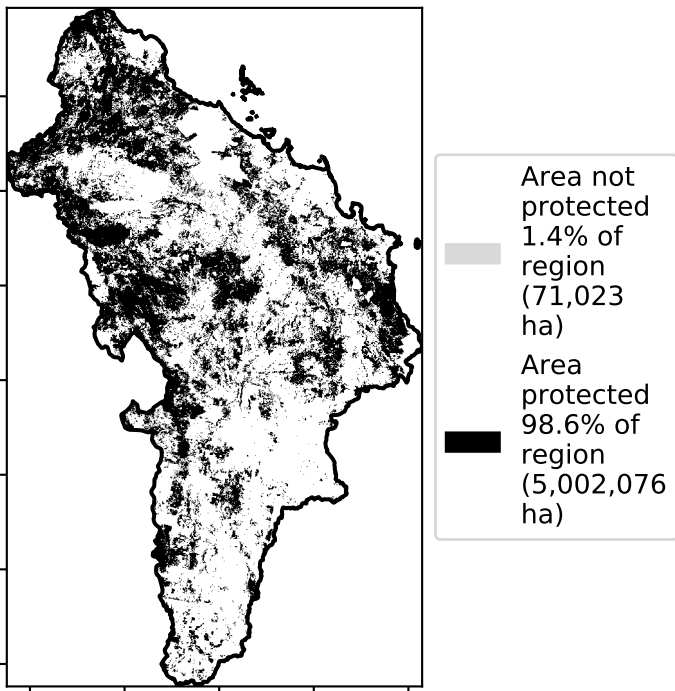 Area not
protected
1.4% of
region
(71,023
ha)
Area
protected
98.6% of
region
(5,002,076
ha)